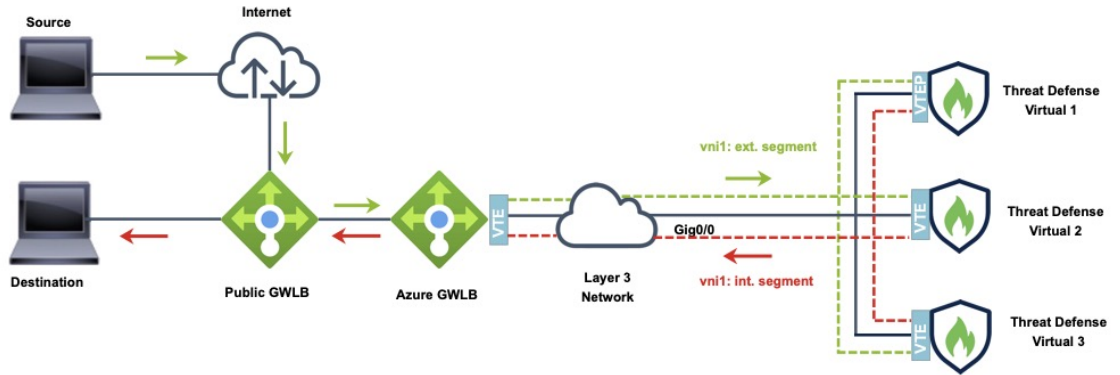 Source
Internet
VTEP
Threat Defense
Virtual 1
vni1: ext. segment
VTE
VTE
Threat Defense
Virtual 2
Gig0/0
Destination
Public GWLB
Azure GWLB
Layer 3
Network
vni1: int. segment
VTE
Threat Defense
Virtual 3